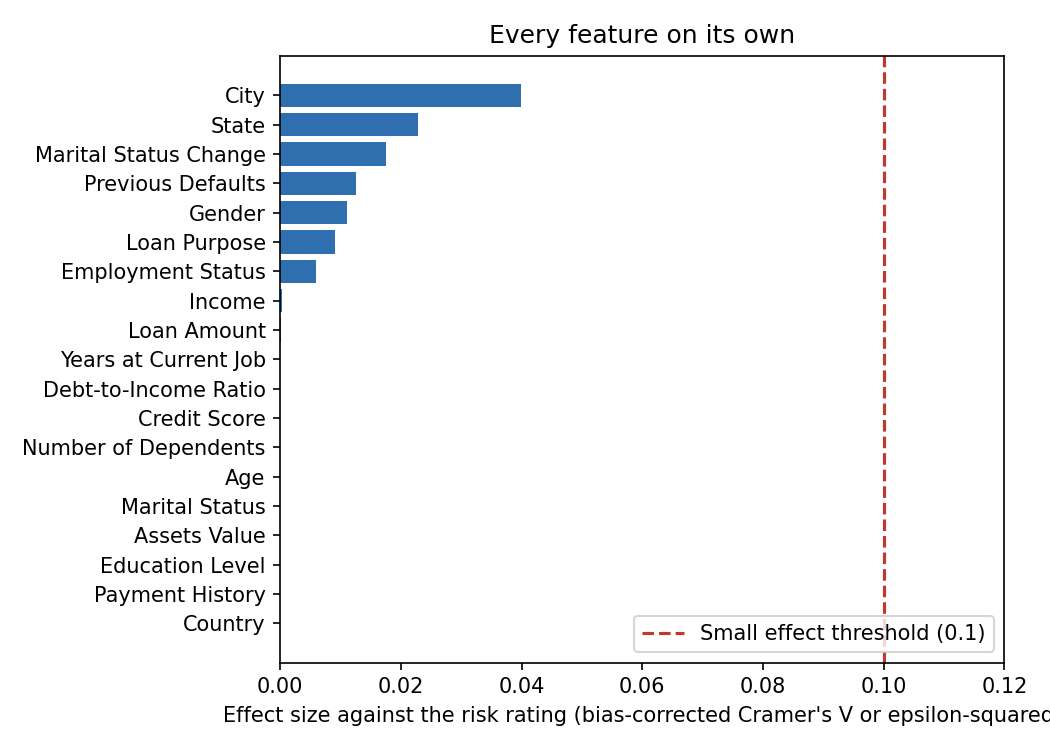 Every feature on its own
City
State
Marital Status Change
Previous Defaults
Gender
Loan Purpose
Employment Status
Income
Loan Amount
Years at Current Job
Debt-to-Income Ratio
Credit Score
Number of Dependents
Age
Marital Status
Assets Value
Education Level
Payment History
Country
Small effect threshold (0.1)
0.00 0.02 0.04 0.06 0.08 0.10 0.12
Effect size against the risk rating (bias-corrected Cramer's V or epsilon-squared